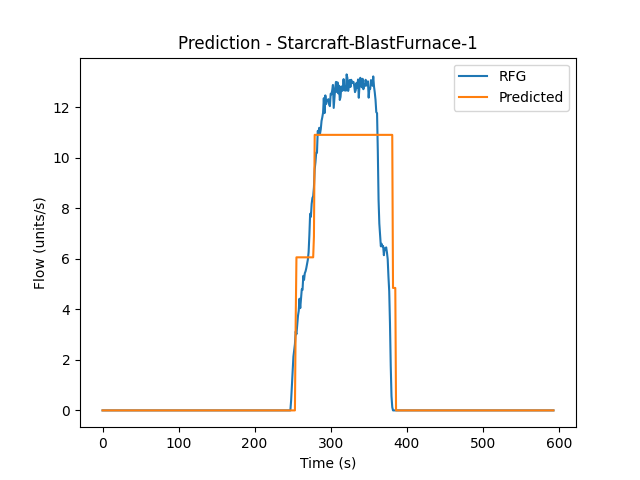 Prediction - Starcraft-BlastFurnace-1
RFG
Predicted
Flow (units/s)
12
10
8
6
4
2
0
0 100 200 300 400 500 600
Time (s)